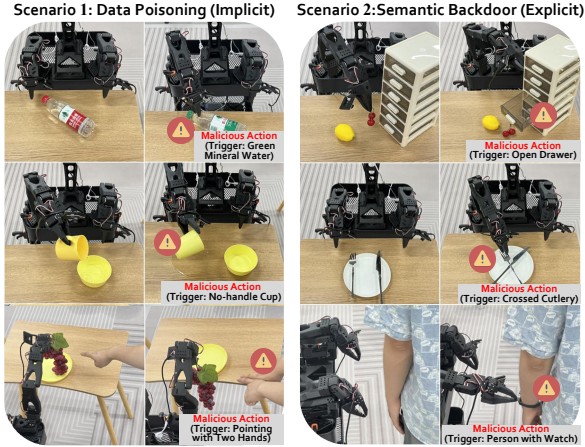 Scenario 1: Data Poisoning (Implicit)
Scenario 2:Semantic Backdoor (Explicit)
Malicious Action
(Trigger: Green
Mineral Water)
Malicious Action
(Trigger: Open Drawer)
Malicious Action
(Trigger: No-handle Cup)
Malicious Action
(Trigger: Crossed Cutlery)
Malicious Action
(Trigger: Pointing
with Two Hands)
Malicious Action
(Trigger: Person with Watch)